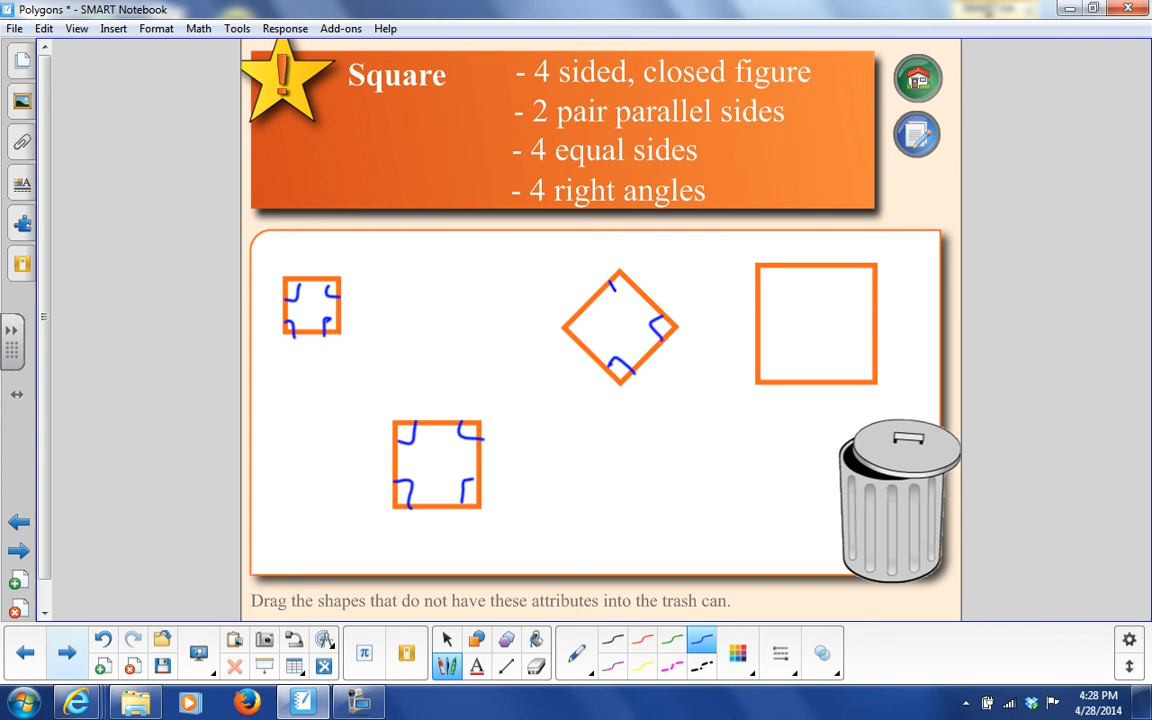 Polygons * - SMART Notebook
File Edit View Insert Format Math Tools Response Add-ons Help
Square - 4 sided, closed figure
- 2 pair parallel sides
- 4 equal sides
- 4 right angles
Drag the shapes that do not have these attributes into the trash can.
4:28 PM
4/28/2014